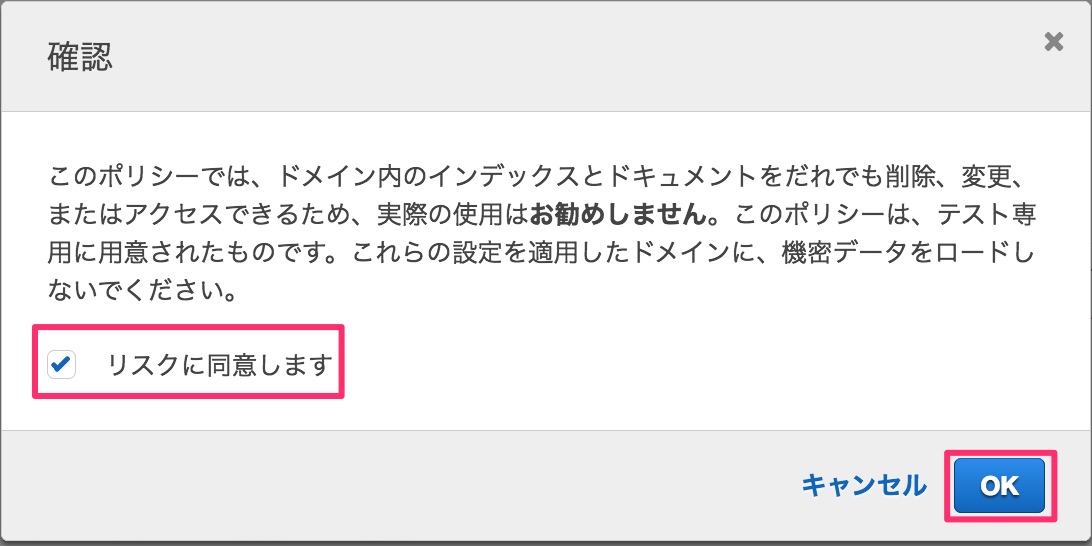 確認
このポリシーでは、ドメイン内のインデックスとドキュメントをだれでも削除、変更、
またはアクセスできるため、実際の使用はお勧めしません。このポリシーは、テスト専
用に用意されたものです。これらの設定を適用したドメインに、機密データをロードし
ないでください。
リスクに同意します
キャンセル OK